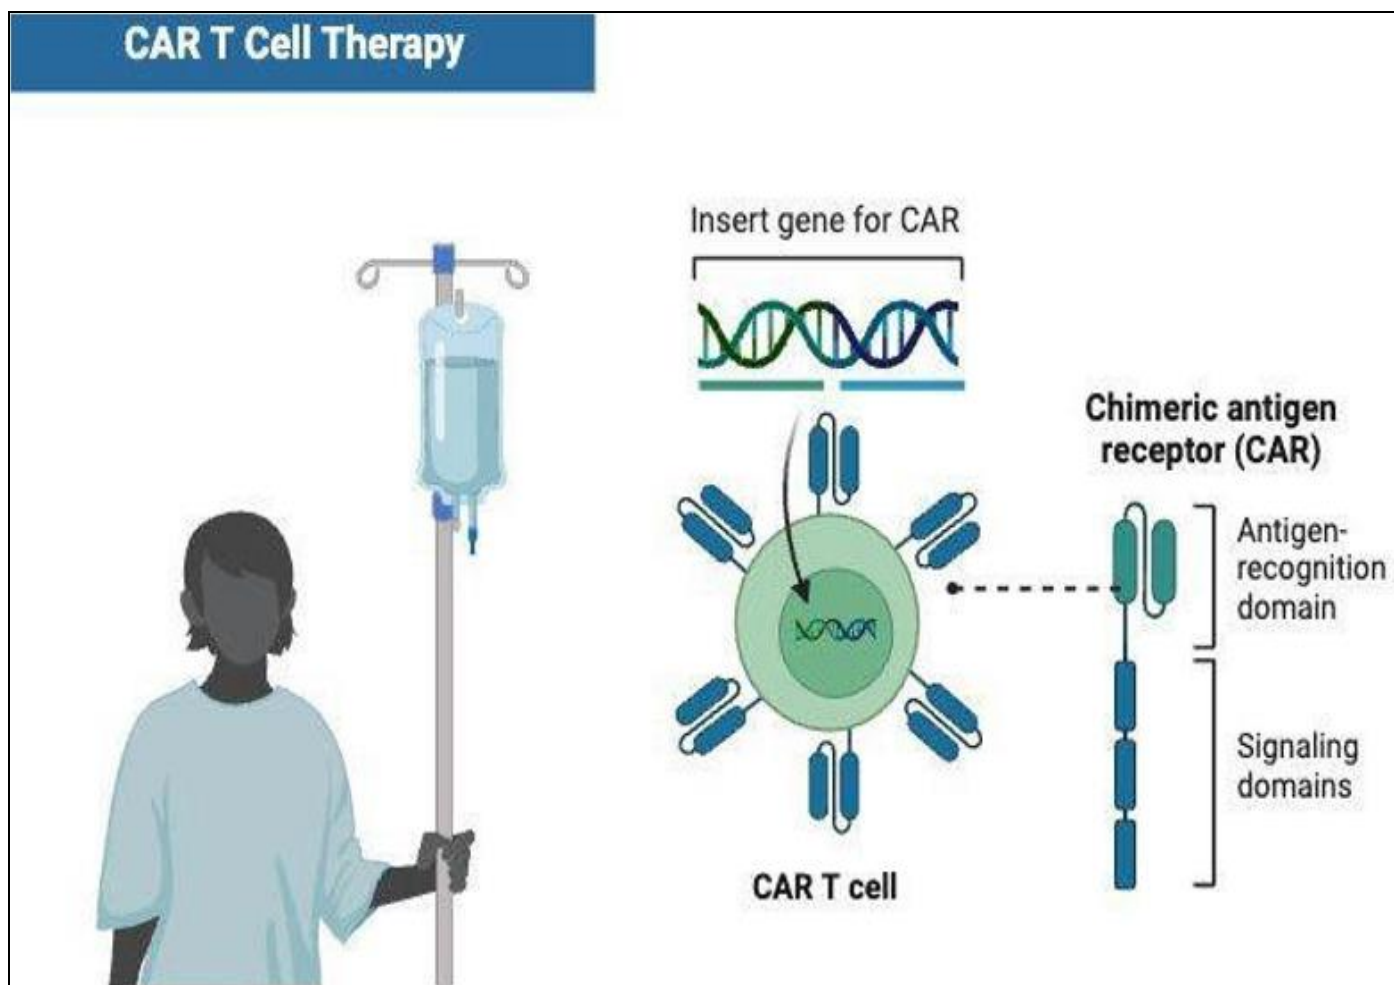 CAR T Cell Therapy
Insert gene for CAR
Chimeric antigen
receptor (CAR)
Antigen-
recognition
domain
Signaling
domains
CAR T cell